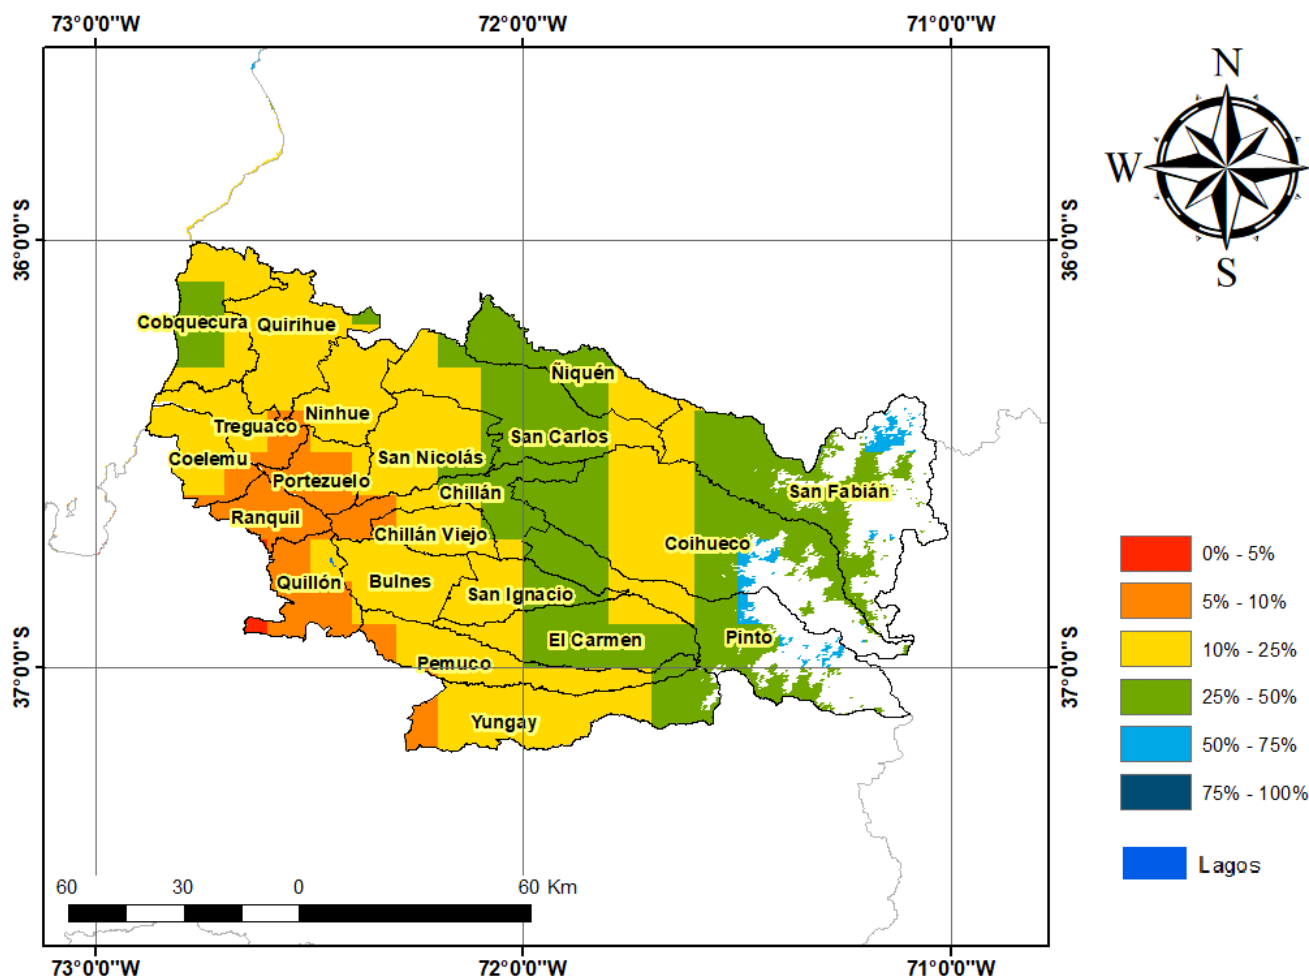 73°0'0"W 72°0'0"W 71°0'0"W
N
W
S
36°0'0"S 36°0'0"S
Cobquecura Quirihue
Ñiquén
Ninhue
Treguaco San Carlos
Coelemu San Nicolás
Portezuelo Chillán San Fabián
Ranquil
Chillán Viejo Coihueco
Quillón Bulnes
San Ignacio
El Carmen Pinto
Pemuco
Yungay
37°0'0"S 37°0'0"S
0% - 5%
5% - 10%
10% - 25%
25% - 50%
50% - 75%
75% - 100%
Lagos
60 30 0 60 Km
73°0'0"W 72°0'0"W 71°0'0"W